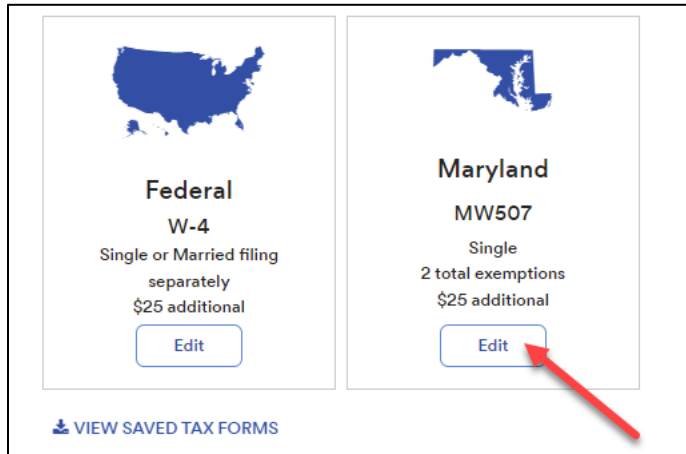 Federal
W-4
Single or Married filing
separately
$25 additional
Edit
Maryland
MW507
Single
2 total exemptions
$25 additional
Edit
VIEW SAVED TAX FORMS